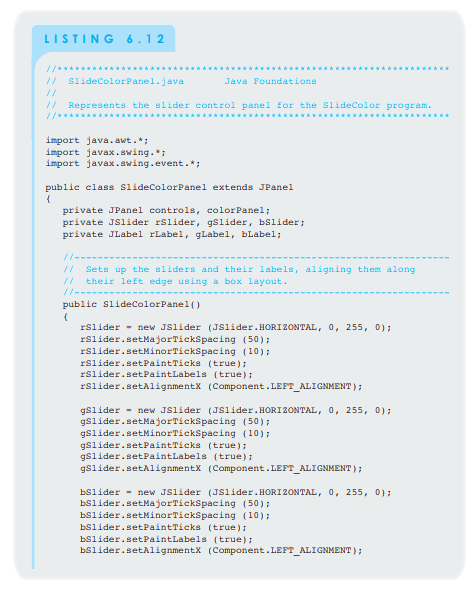 LISTING 6.12
//********************************************************************
//  SlideColorPanel.java       Java Foundations
//
//  Represents the slider control panel for the SlideColor program.
//********************************************************************
import java.awt.*;
import javax.swing.*;
import javax.swing.event.*;
public class SlideColorPanel extends JPanel
{
   private JPanel controls, colorPanel;
   private JSlider rSlider, gSlider, bSlider;
   private JLabel rLabel, gLabel, bLabel;
   //-----------------------------------------------------------------
   //  Sets up the sliders and their labels, aligning them along
   //  their left edge using a box layout.
   //-----------------------------------------------------------------
   public SlideColorPanel()
   {
      rSlider = new JSlider (JSlider.HORIZONTAL, 0, 255, 0);
      rSlider.setMajorTickSpacing (50);
      rSlider.setMinorTickSpacing (10);
      rSlider.setPaintTicks (true);
      rSlider.setPaintLabels (true);
      rSlider.setAlignmentX (Component.LEFT_ALIGNMENT);
      gSlider = new JSlider (JSlider.HORIZONTAL, 0, 255, 0);
      gSlider.setMajorTickSpacing (50);
      gSlider.setMinorTickSpacing (10);
      gSlider.setPaintTicks (true);
      gSlider.setPaintLabels (true);
      gSlider.setAlignmentX (Component.LEFT_ALIGNMENT);
      bSlider = new JSlider (JSlider.HORIZONTAL, 0, 255, 0);
      bSlider.setMajorTickSpacing (50);
      bSlider.setMinorTickSpacing (10);
      bSlider.setPaintTicks (true);
      bSlider.setPaintLabels (true);
      bSlider.setAlignmentX (Component.LEFT_ALIGNMENT);